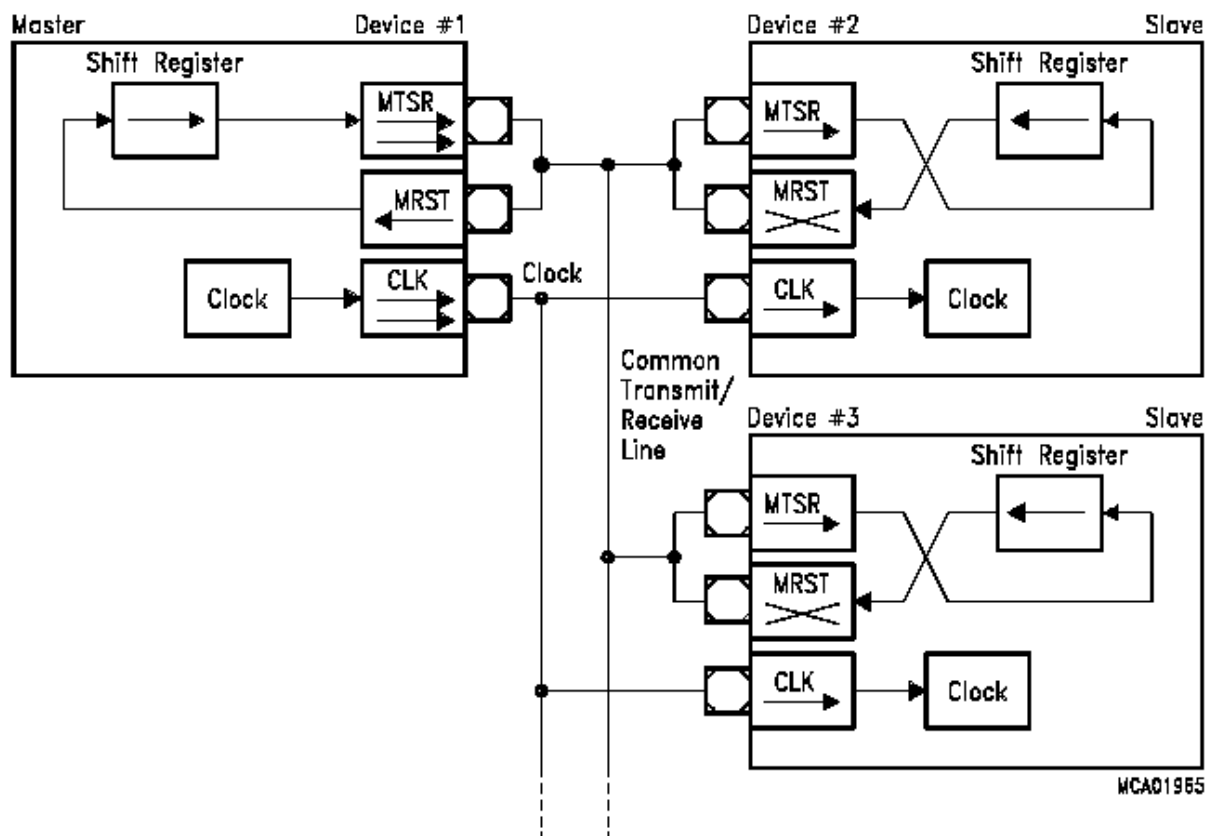 Master
Device #1
Shift Register
MTSR
MRST
CLK
Clock
Clock
Device #2
Slave
Shift Register
MTSR
MRST
CLK
Clock
Common
Transmit/
Receive
Line
Device #3
Slave
Shift Register
MTSR
MRST
CLK
Clock
MCA01965